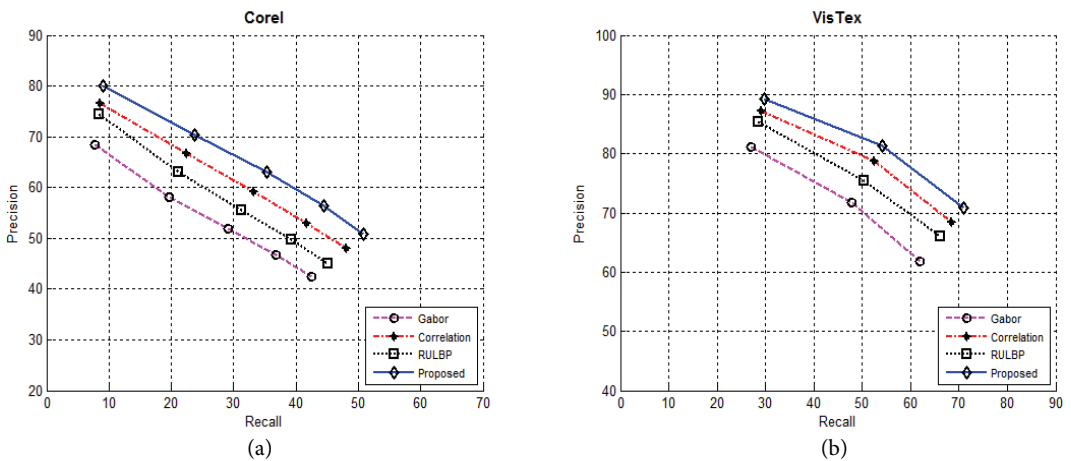 Corel
90
80
70
60
50
40
30
20
Precision
0 10 20 30 40 50 60 70
Recall
Gabor
Correlation
RULBP
Proposed
(a)
VisTex
100
90
80
70
60
50
40
Precision
0 10 20 30 40 50 60 70 80 90
Recall
Gabor
Correlation
RULBP
Proposed
(b)